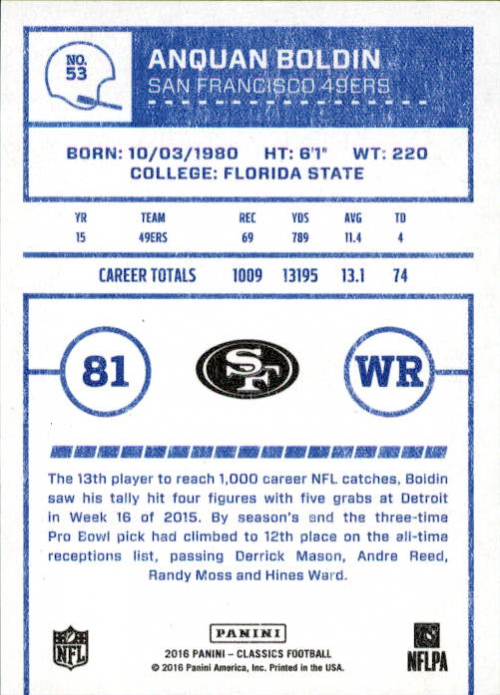 NO.
53
ANQUAN BOLDIN
SAN FRANCISCO 49ERS
BORN: 10/03/1980 HT: 6'1" WT: 220
COLLEGE: FLORIDA STATE
YR TEAM REC YDS AVG TD
15 49ERS 69 789 11.4 4
CAREER TOTALS 1009 13195 13.1 74
81
SF
WR
The 13th player to reach 1,000 career NFL catches, Boldin
saw his tally hit four figures with five grabs at Detroit
in Week 16 of 2015. By season's end the three-time
Pro Bowl pick had climbed to 12th place on the all-time
receptions list, passing Derrick Mason, Andre Reed,
Randy Moss and Hines Ward.
PANINI
2016 PANINI – CLASSICS FOOTBALL
© 2016 Panini America, Inc. Printed in the USA.
NFL
NFLPA